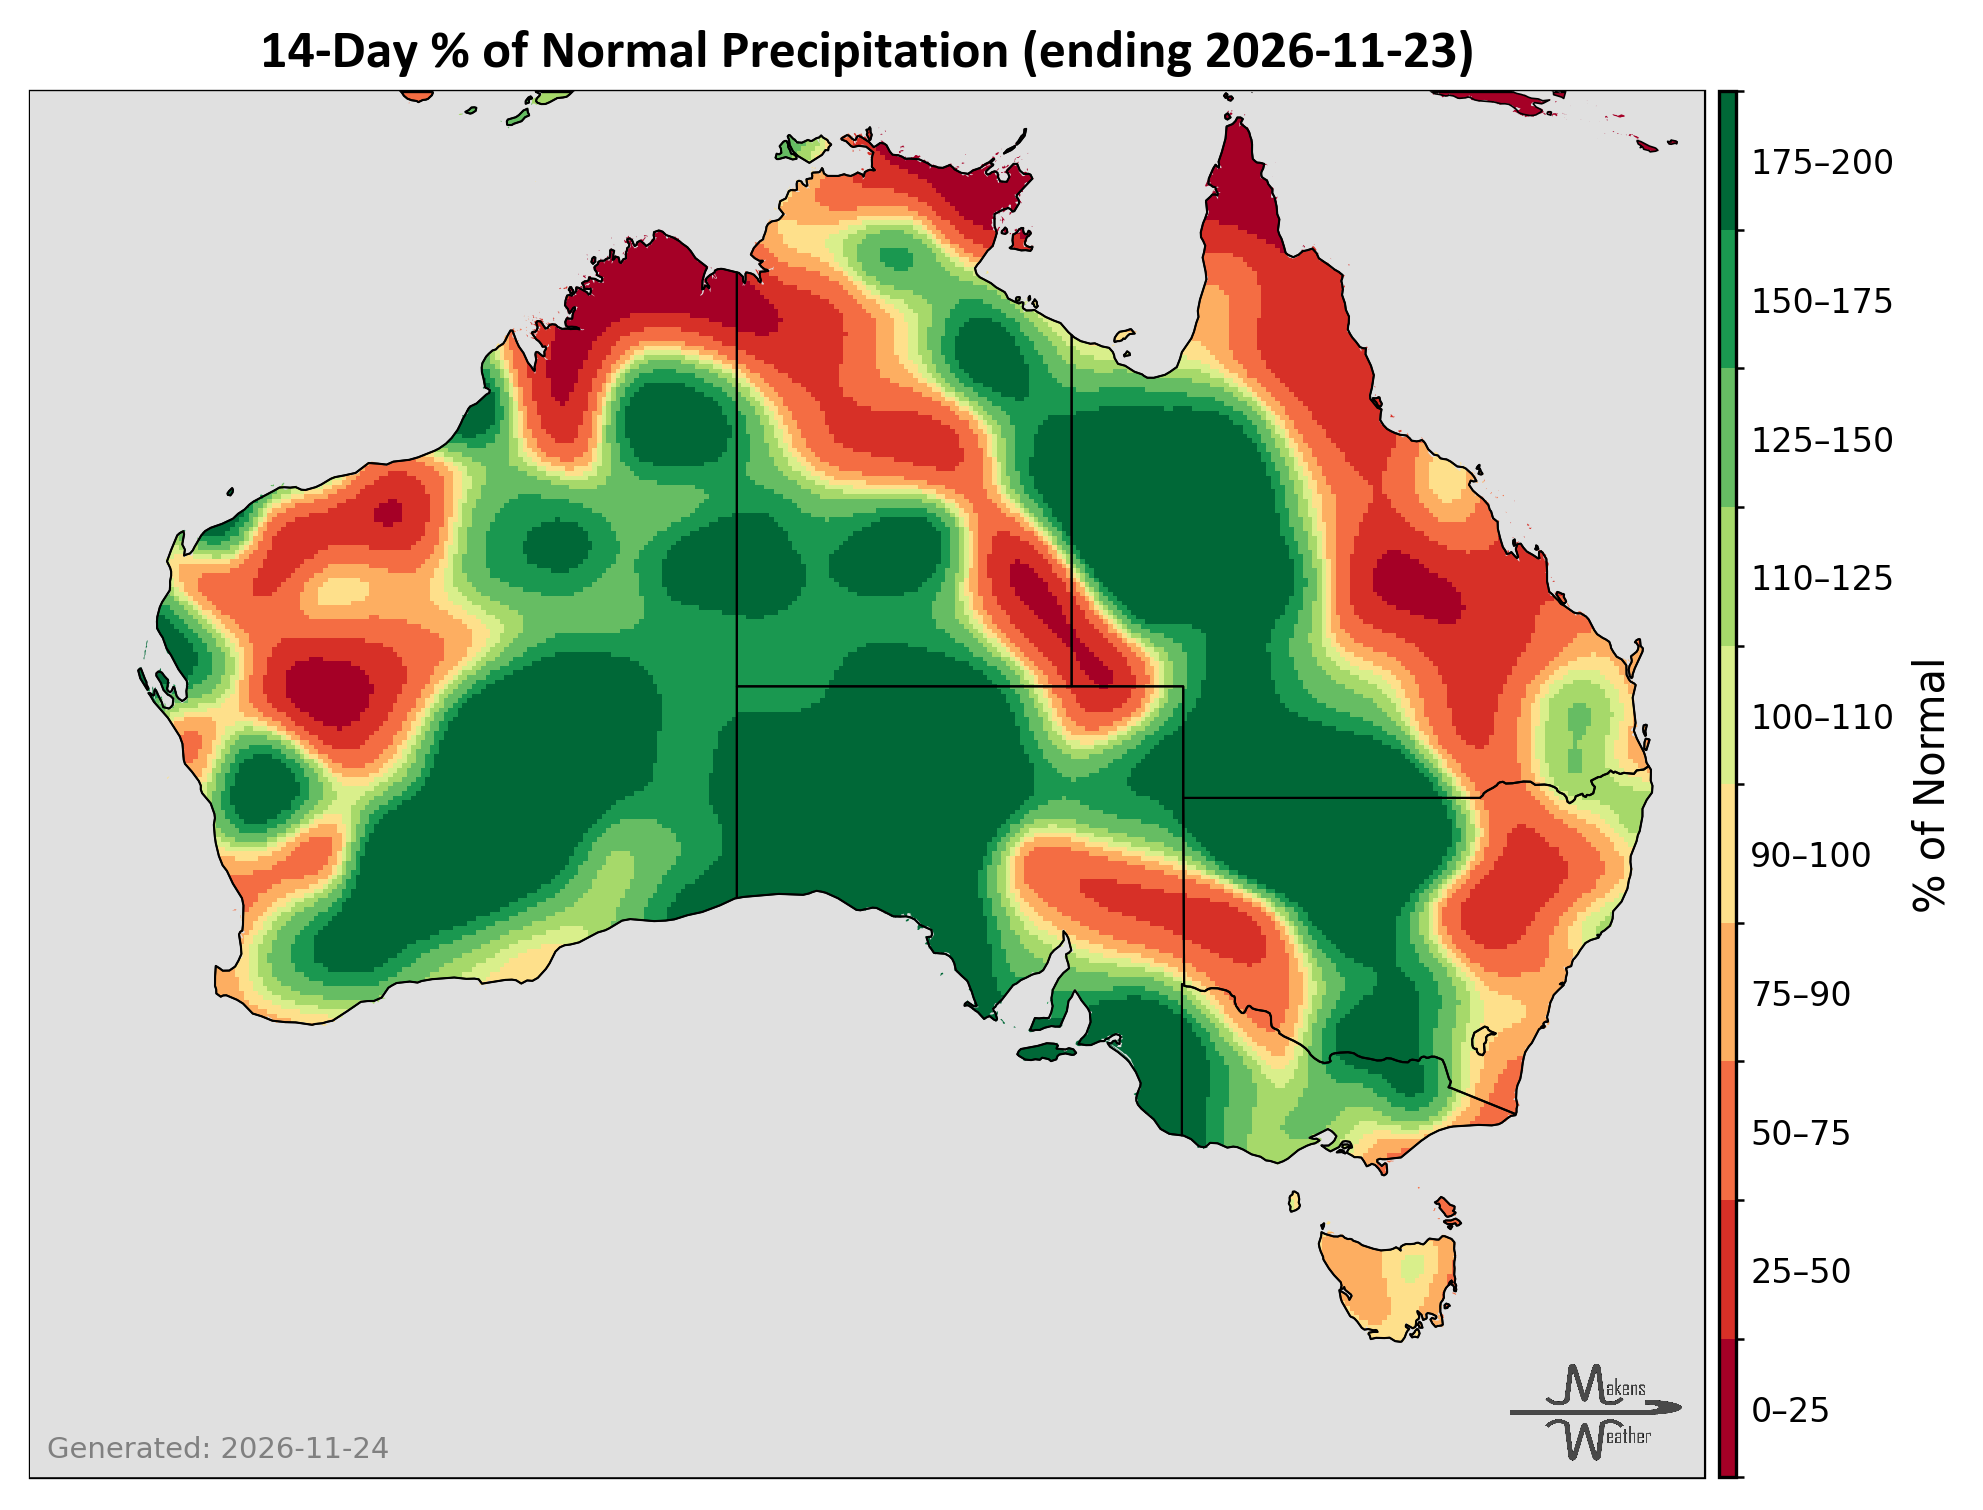 14-Day % of Normal Precipitation (ending 2026-11-23)
175–200
150–175
125–150
110–125
100–110
90–100
75–90
50–75
25–50
0–25
% of Normal
Makens
Weather
Generated: 2026-11-24